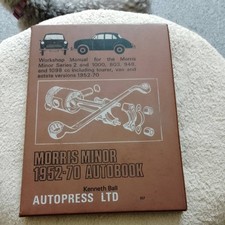 Workshop Manual for the Morris
Minor Series 2 and 1000, 803, 948
and 1098 cc including tourer, van and
estate versions 1952-70
MORRIS MINOR
1952-70 AUTOBOOK
Kenneth Ball
AUTOPRESS LTD